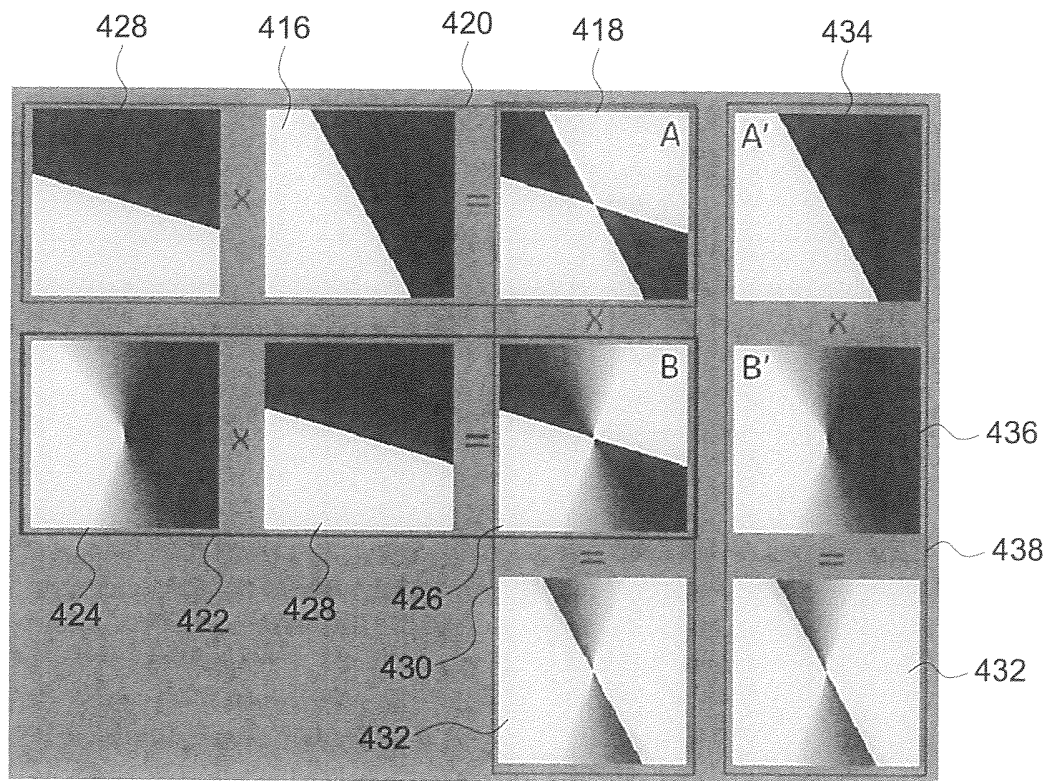 428 416 420 418 434
A A'
× = 
× ×
B B'
× = 436
= = 438
424 422 428 426
430
432 432